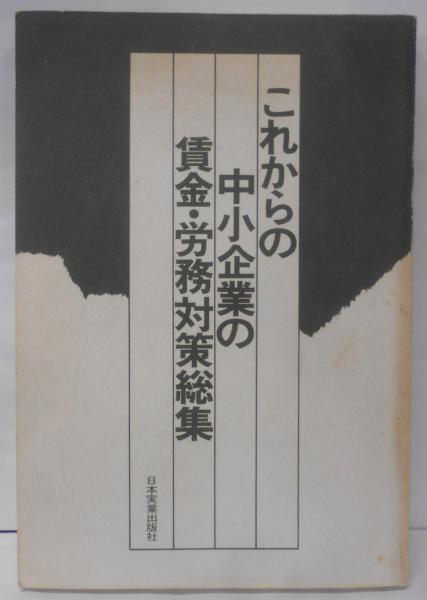 これからの
中小企業の
賃金・労務対策総集
日本実業出版社